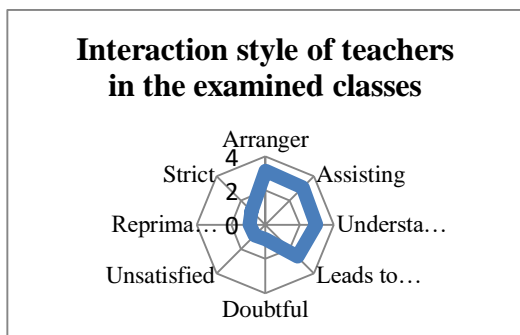 Interaction style of teachers
in the examined classes
Arranger
4
Strict
Assisting
2
Reprima…
0
Understa…
Unsatisfied
Leads to…
Doubtful